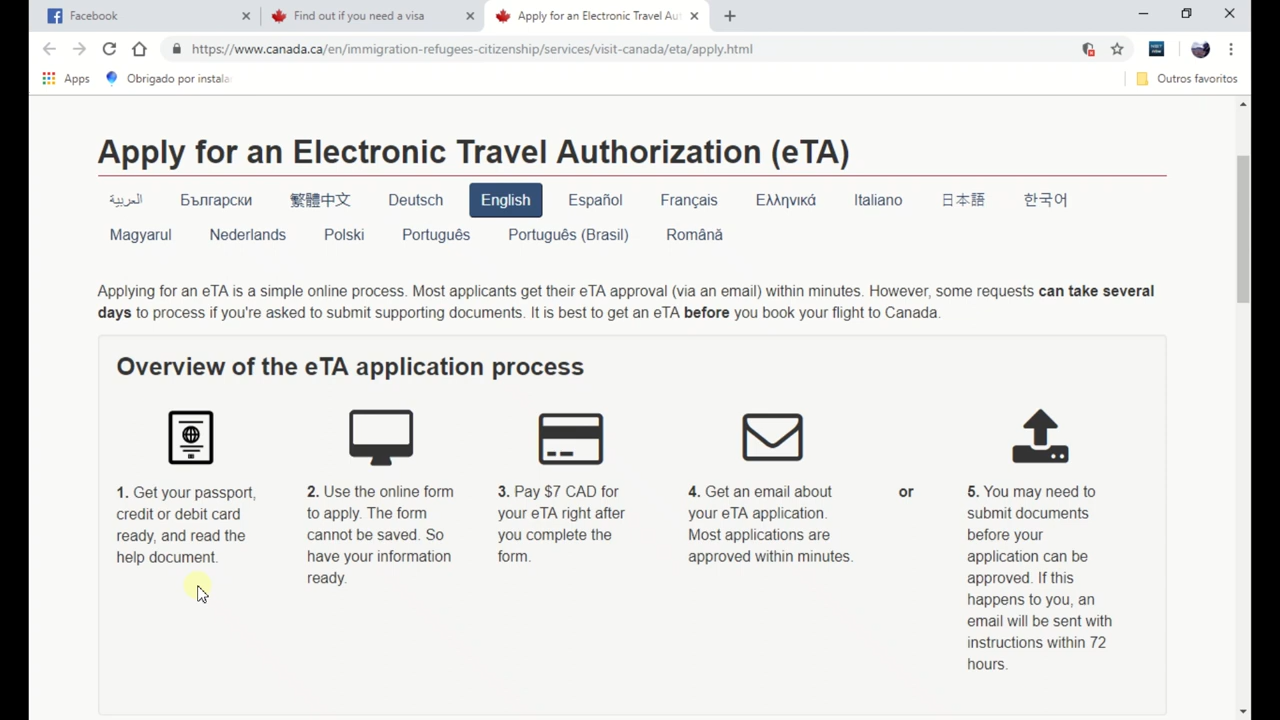 Facebook
Find out if you need a visa
Apply for an Electronic Travel Aut
https://www.canada.ca/en/immigration-refugees-citizenship/services/visit-canada/eta/apply.html
Apps
Obrigado por instala
Outros favoritos
Apply for an Electronic Travel Authorization (eTA)
العربية Български 繁體中文 Deutsch English Español Français Ελληνικά Italiano 日本語 한국어
Magyarul Nederlands Polski Português Português (Brasil) Română
Applying for an eTA is a simple online process. Most applicants get their eTA approval (via an email) within minutes. However, some requests can take several
days to process if you're asked to submit supporting documents. It is best to get an eTA before you book your flight to Canada.
Overview of the eTA application process
1. Get your passport,
credit or debit card
ready, and read the
help document.
2. Use the online form
to apply. The form
cannot be saved. So
have your information
ready.
3. Pay $7 CAD for
your eTA right after
you complete the
form.
4. Get an email about
your eTA application.
Most applications are
approved within minutes.
or
5. You may need to
submit documents
before your
application can be
approved. If this
happens to you, an
email will be sent with
instructions within 72
hours.